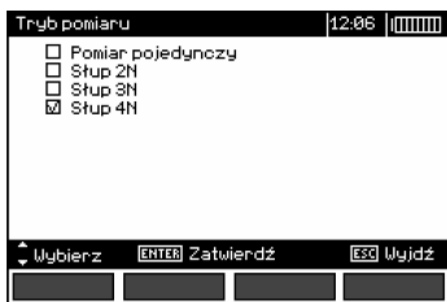 Tryb pomiaru 12:06
Pomiar pojedynczy
Słup 2N
Słup 3N
Słup 4N
Wybierz ENTER Zatwierdź ESC Wyjdź